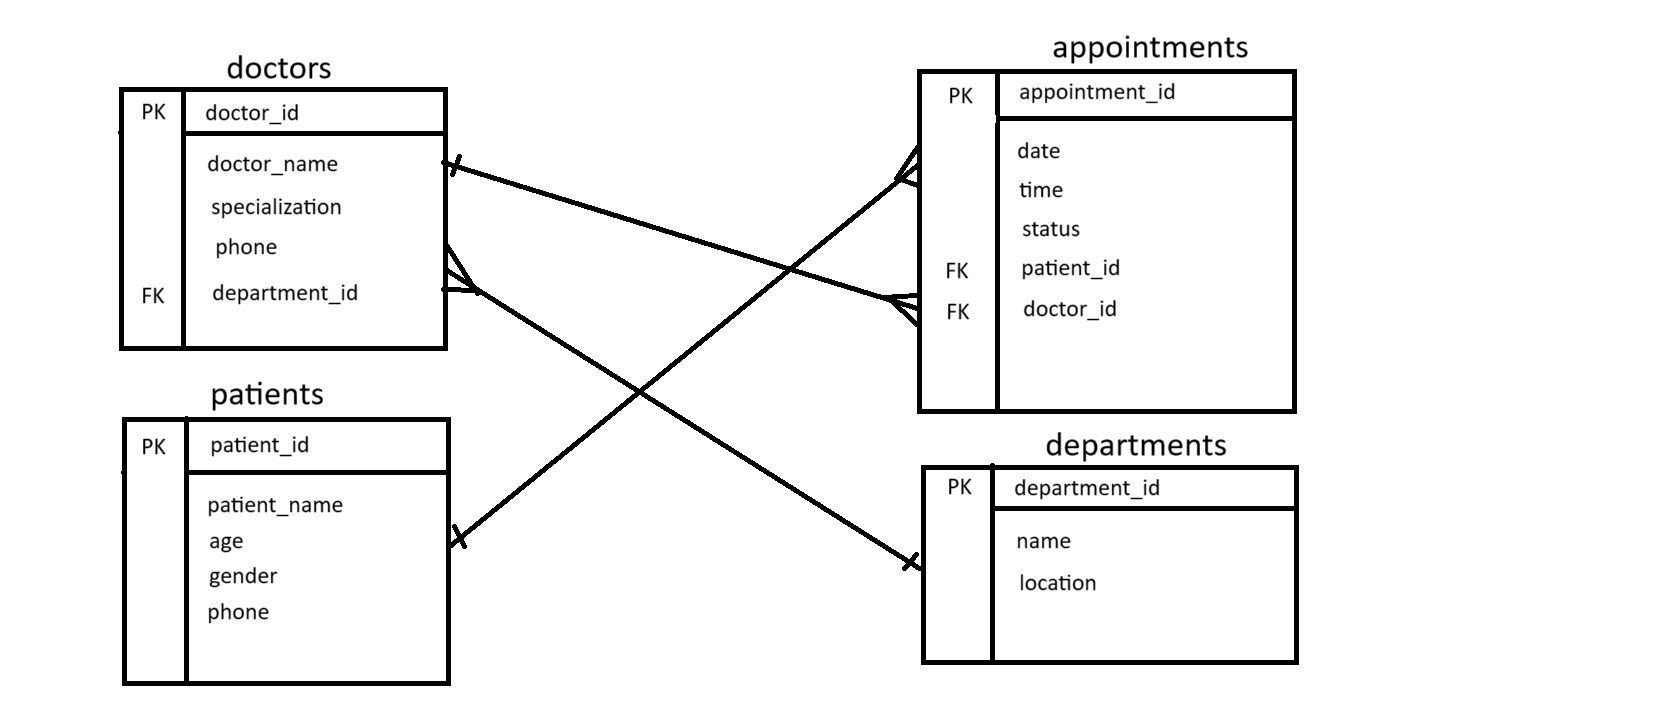 doctors
PK doctor_id
doctor_name
specialization
phone
FK department_id
patients
PK patient_id
patient_name
age
gender
phone
appointments
PK appointment_id
date
time
status
FK patient_id
FK doctor_id
departments
PK department_id
name
location